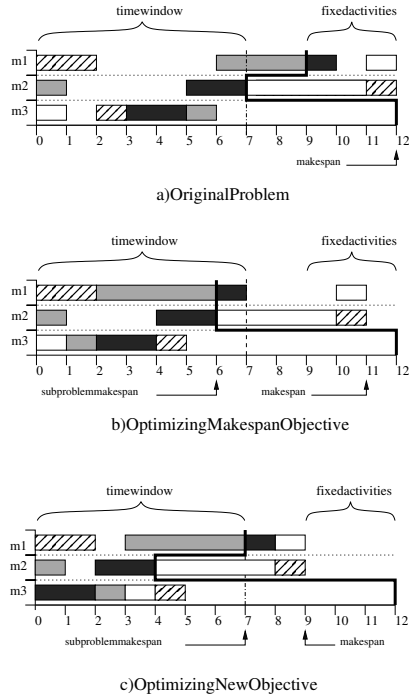 timewindow fixedactivities
m1
m2
m3
0 1 2 3 4 5 6 7 8 9 10 11 12
makespan
a)OriginalProblem
timewindow fixedactivities
m1
m2
m3
0 1 2 3 4 5 6 7 8 9 10 11 12
subproblemmakespan makespan
b)OptimizingMakespanObjective
timewindow fixedactivities
m1
m2
m3
0 1 2 3 4 5 6 7 8 9 10 11 12
subproblemmakespan makespan
c)OptimizingNewObjective